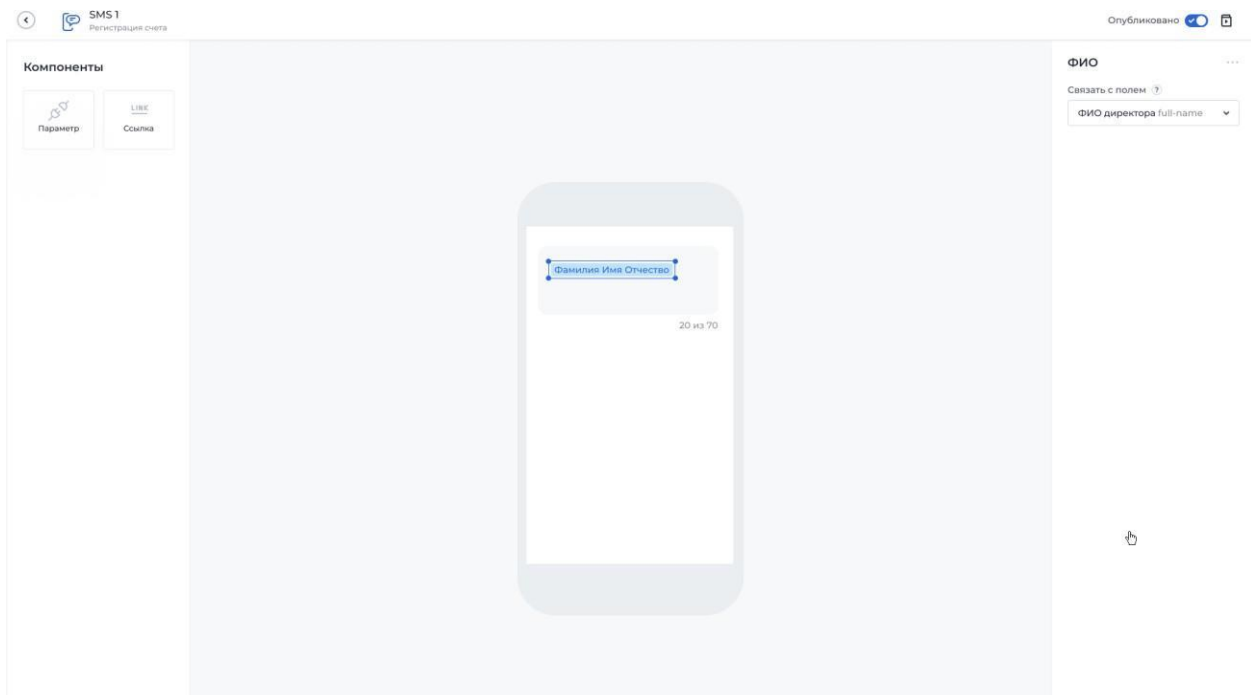 SMS 1
Регистрация счета
Опубликовано
Компоненты
Параметр
LINK
Ссылка
Фамилия Имя Отчество
20 из 70
ФИО
Связать с полем ?
ФИО директора full-name